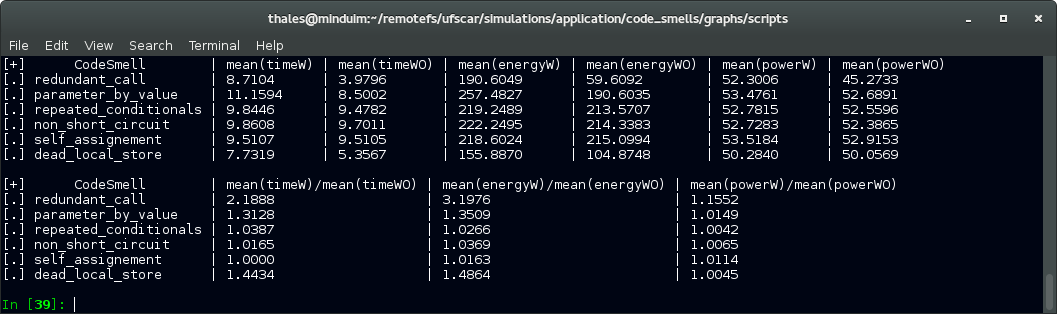 thales@minduim:~/remotefs/ufscar/simulations/application/code_smells/graphs/scripts
File Edit View Search Terminal Help
[+] CodeSmell | mean(timeW) | mean(timeWO) | mean(energyW) | mean(energyWO) | mean(powerW) | mean(powerWO)
[.] redundant_call | 8.7104 | 3.9796 | 190.6049 | 59.6092 | 52.3006 | 45.2733
[.] parameter_by_value | 11.1594 | 8.5002 | 257.4827 | 190.6035 | 53.4761 | 52.6891
[.] repeated_conditionals | 9.8446 | 9.4782 | 219.2489 | 213.5707 | 52.7815 | 52.5596
[.] non_short_circuit | 9.8608 | 9.7011 | 222.2495 | 214.3383 | 52.7283 | 52.3865
[.] self_assignement | 9.5107 | 9.5105 | 218.6024 | 215.0994 | 53.5184 | 52.9153
[.] dead_local_store | 7.7319 | 5.3567 | 155.8870 | 104.8748 | 50.2840 | 50.0569
[+] CodeSmell | mean(timeW)/mean(timeWO) | mean(energyW)/mean(energyWO) | mean(powerW)/mean(powerWO)
[.] redundant_call | 2.1888 | 3.1976 | 1.1552
[.] parameter_by_value | 1.3128 | 1.3509 | 1.0149
[.] repeated_conditionals | 1.0387 | 1.0266 | 1.0042
[.] non_short_circuit | 1.0165 | 1.0369 | 1.0065
[.] self_assignement | 1.0000 | 1.0163 | 1.0114
[.] dead_local_store | 1.4434 | 1.4864 | 1.0045
In [39]: